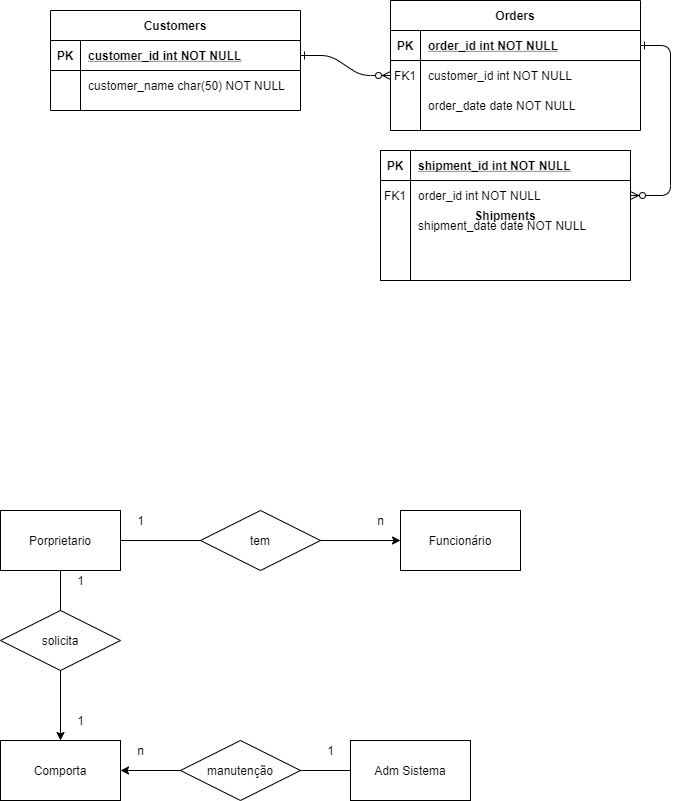 Customers
PK customer_id int NOT NULL
customer_name char(50) NOT NULL
Orders
PK order_id int NOT NULL
FK1 customer_id int NOT NULL
order_date date NOT NULL
PK shipment_id int NOT NULL
FK1 order_id int NOT NULL
Shipments
shipment_date date NOT NULL
Porprietario
1
tem
n
Funcionário
1
solicita
1
Comporta
n
manutenção
1
Adm Sistema